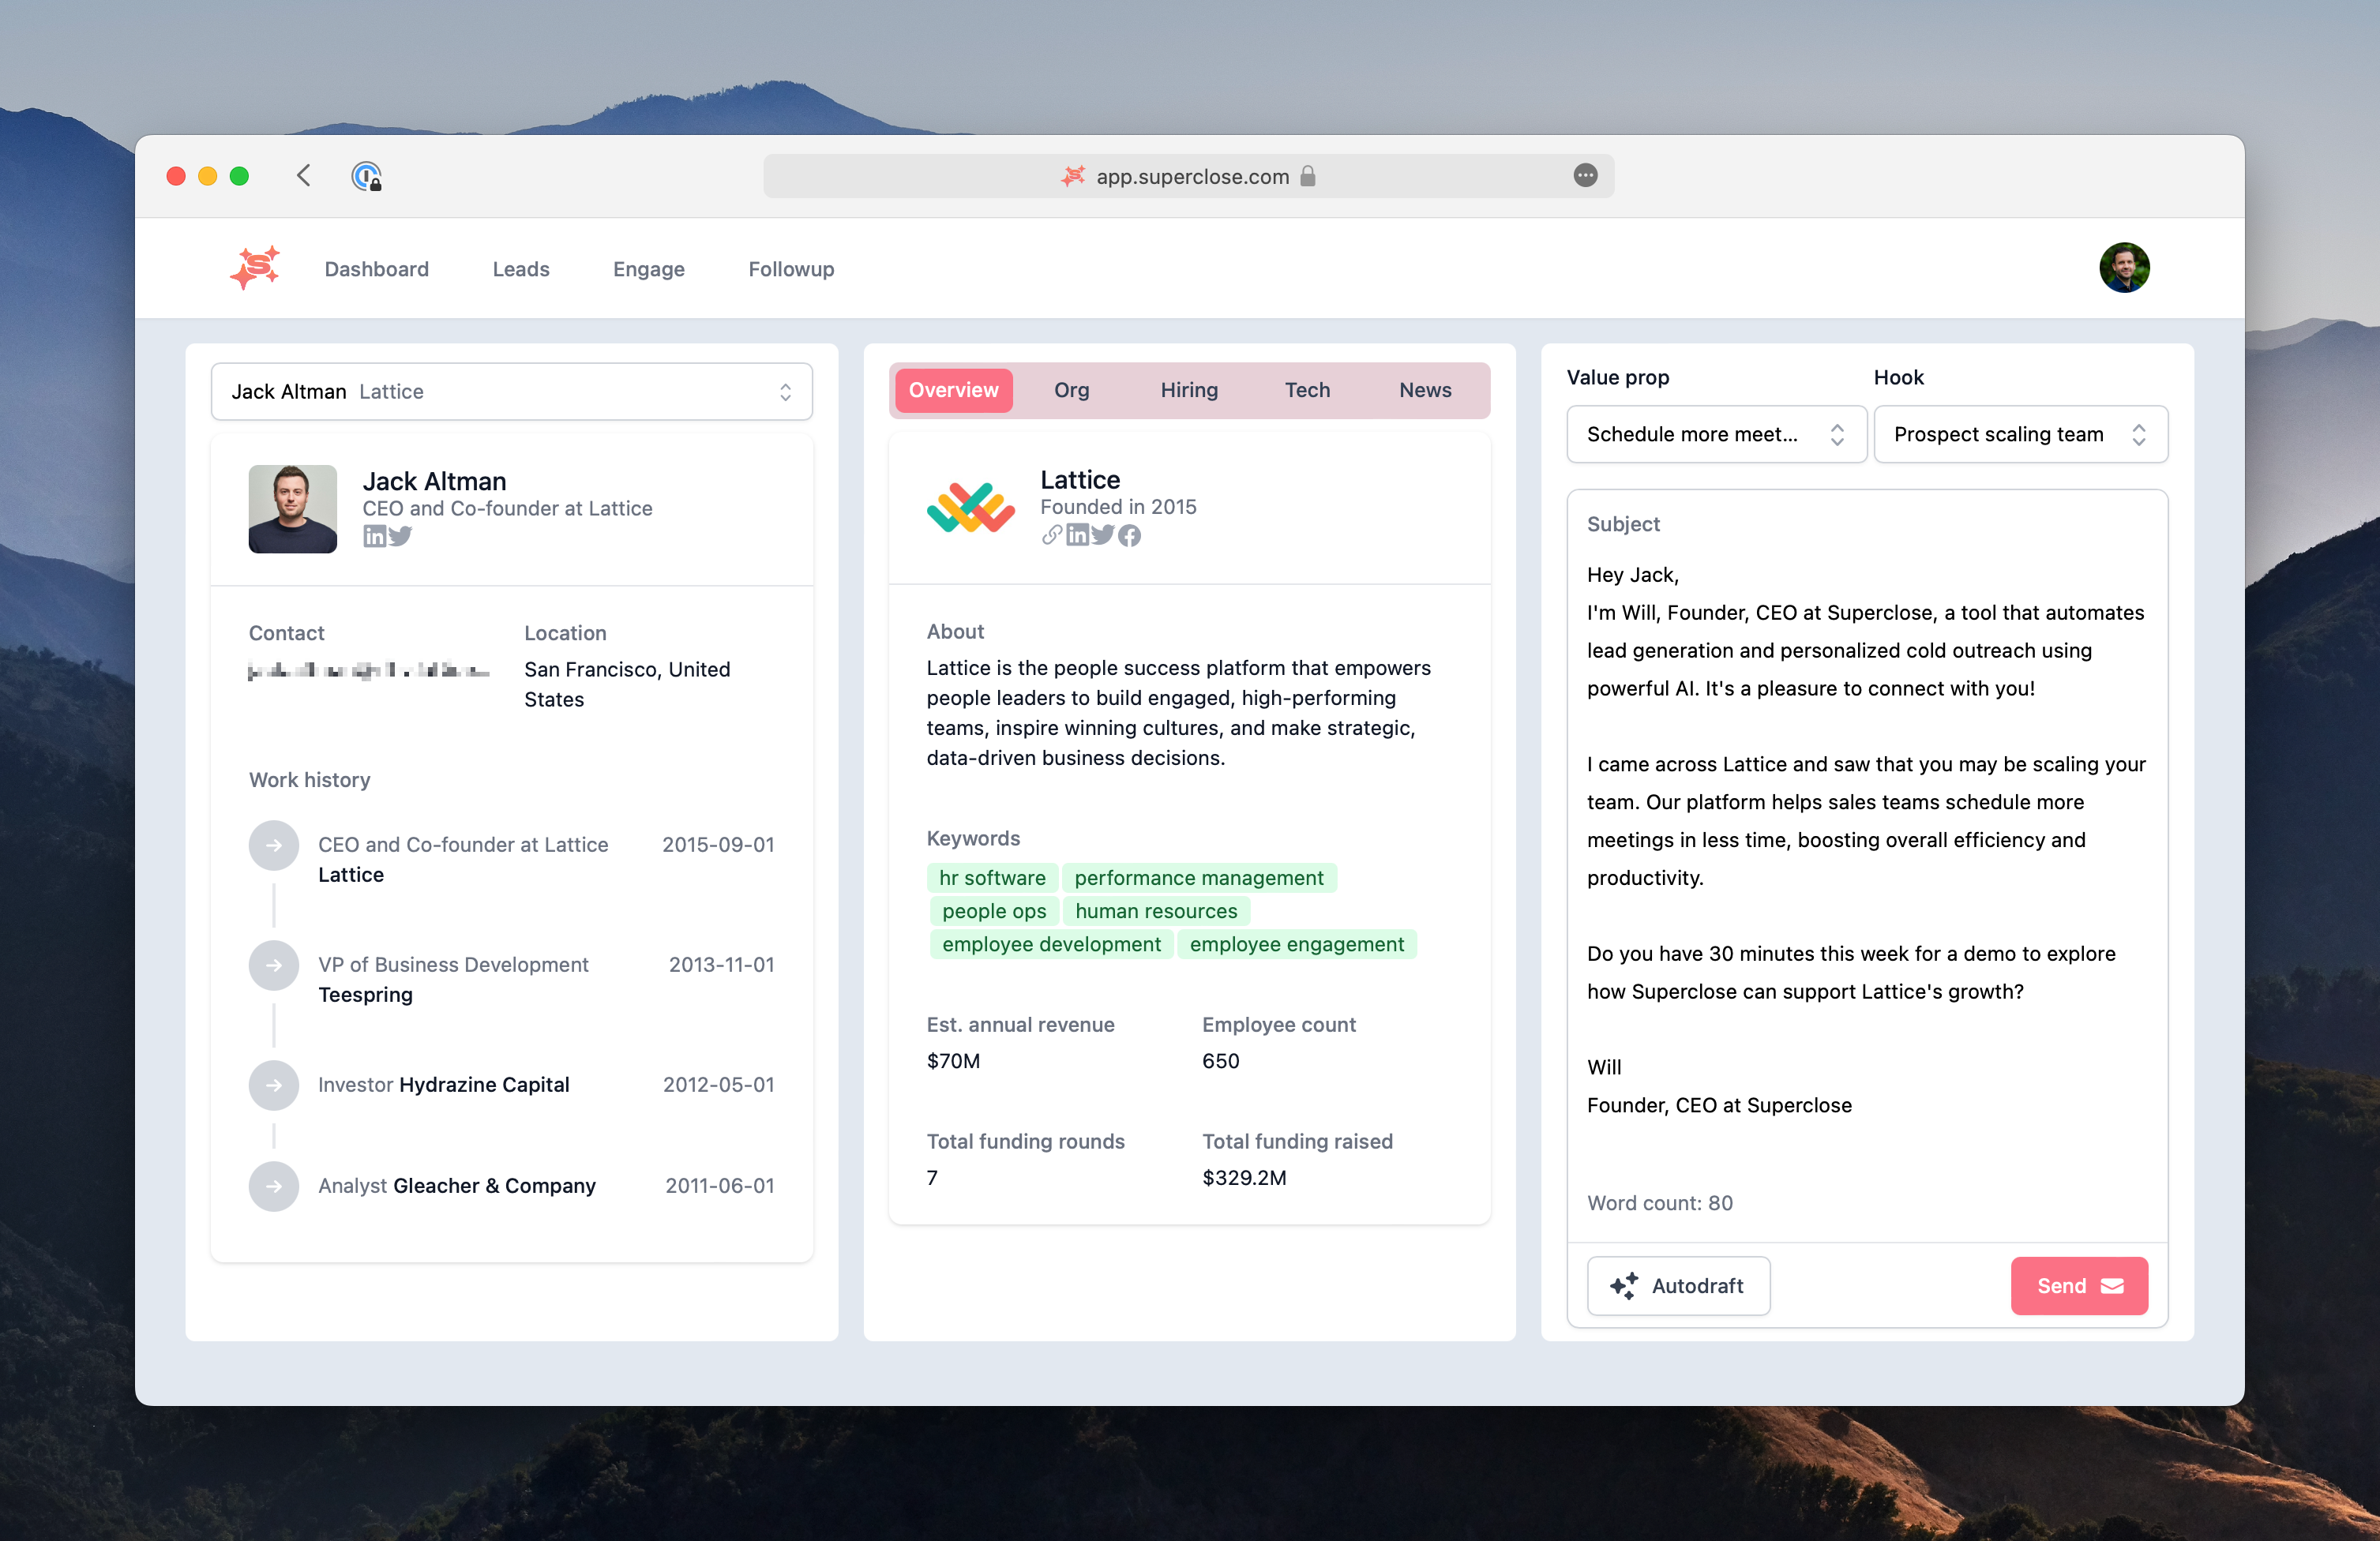 app.superclose.com
Dashboard
Leads
Engage
Followup
Jack Altman Lattice
Jack Altman
CEO and Co-founder at Lattice
Contact
Location
San Francisco, United
States
Work history
CEO and Co-founder at Lattice 2015-09-01
Lattice
VP of Business Development 2013-11-01
Teespring
Investor Hydrazine Capital 2012-05-01
Analyst Gleacher & Company 2011-06-01
Overview
Org
Hiring
Tech
News
Lattice
Founded in 2015
About
Lattice is the people success platform that empowers
people leaders to build engaged, high-performing
teams, inspire winning cultures, and make strategic,
data-driven business decisions.
Keywords
hr software performance management
people ops human resources
employee development employee engagement
Est. annual revenue
$70M
Employee count
650
Total funding rounds
7
Total funding raised
$329.2M
Value prop
Schedule more meet...
Hook
Prospect scaling team
Subject
Hey Jack,
I'm Will, Founder, CEO at Superclose, a tool that automates
lead generation and personalized cold outreach using
powerful AI. It's a pleasure to connect with you!
I came across Lattice and saw that you may be scaling your
team. Our platform helps sales teams schedule more
meetings in less time, boosting overall efficiency and
productivity.
Do you have 30 minutes this week for a demo to explore
how Superclose can support Lattice's growth?
Will
Founder, CEO at Superclose
Word count: 80
Autodraft
Send